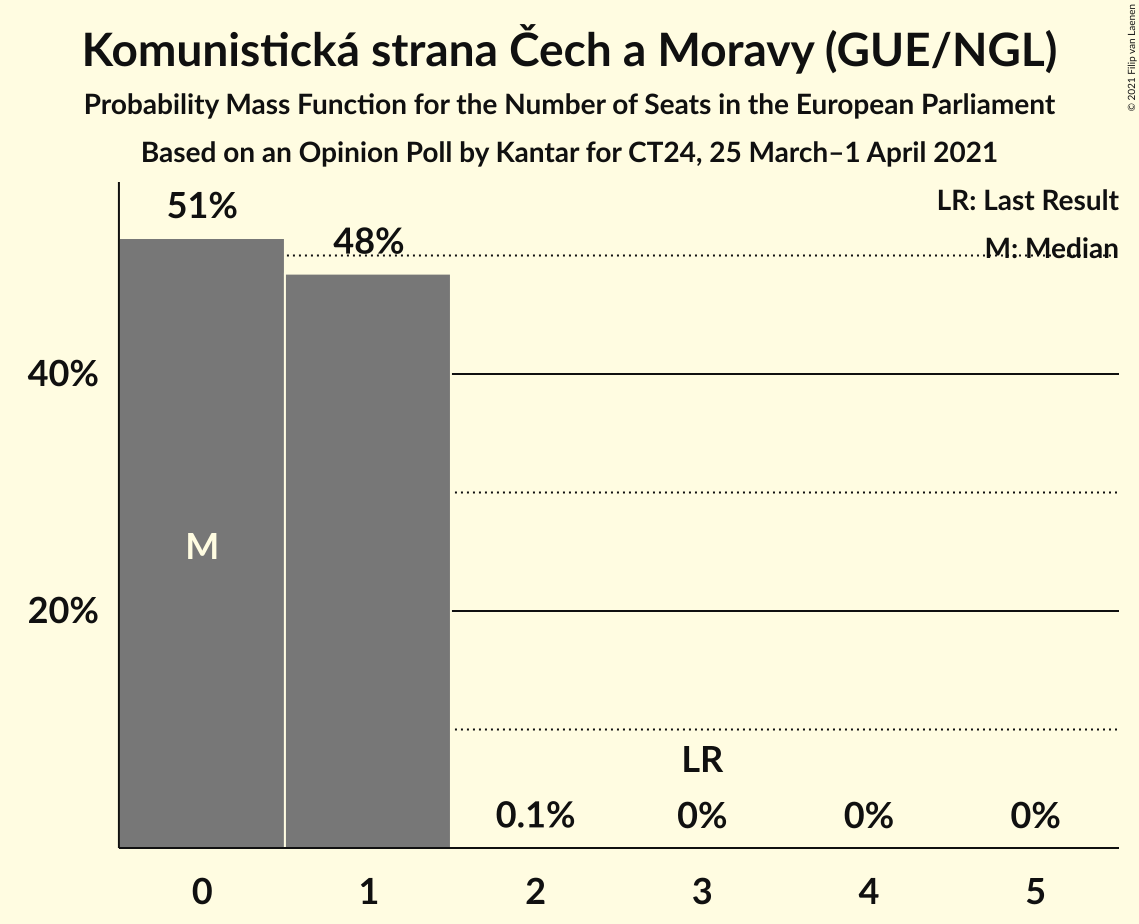 Komunistická strana Čech a Moravy (GUE/NGL)
Probability Mass Function for the Number of Seats in the European Parliament
Based on an Opinion Poll by Kantar for CT24, 25 March–1 April 2021
© 2021 Filip van Laenen
LR: Last Result
M: Median
51%
48%
40%
20%
M
LR
0.1%
0%
0%
0%
0
1
2
3
4
5